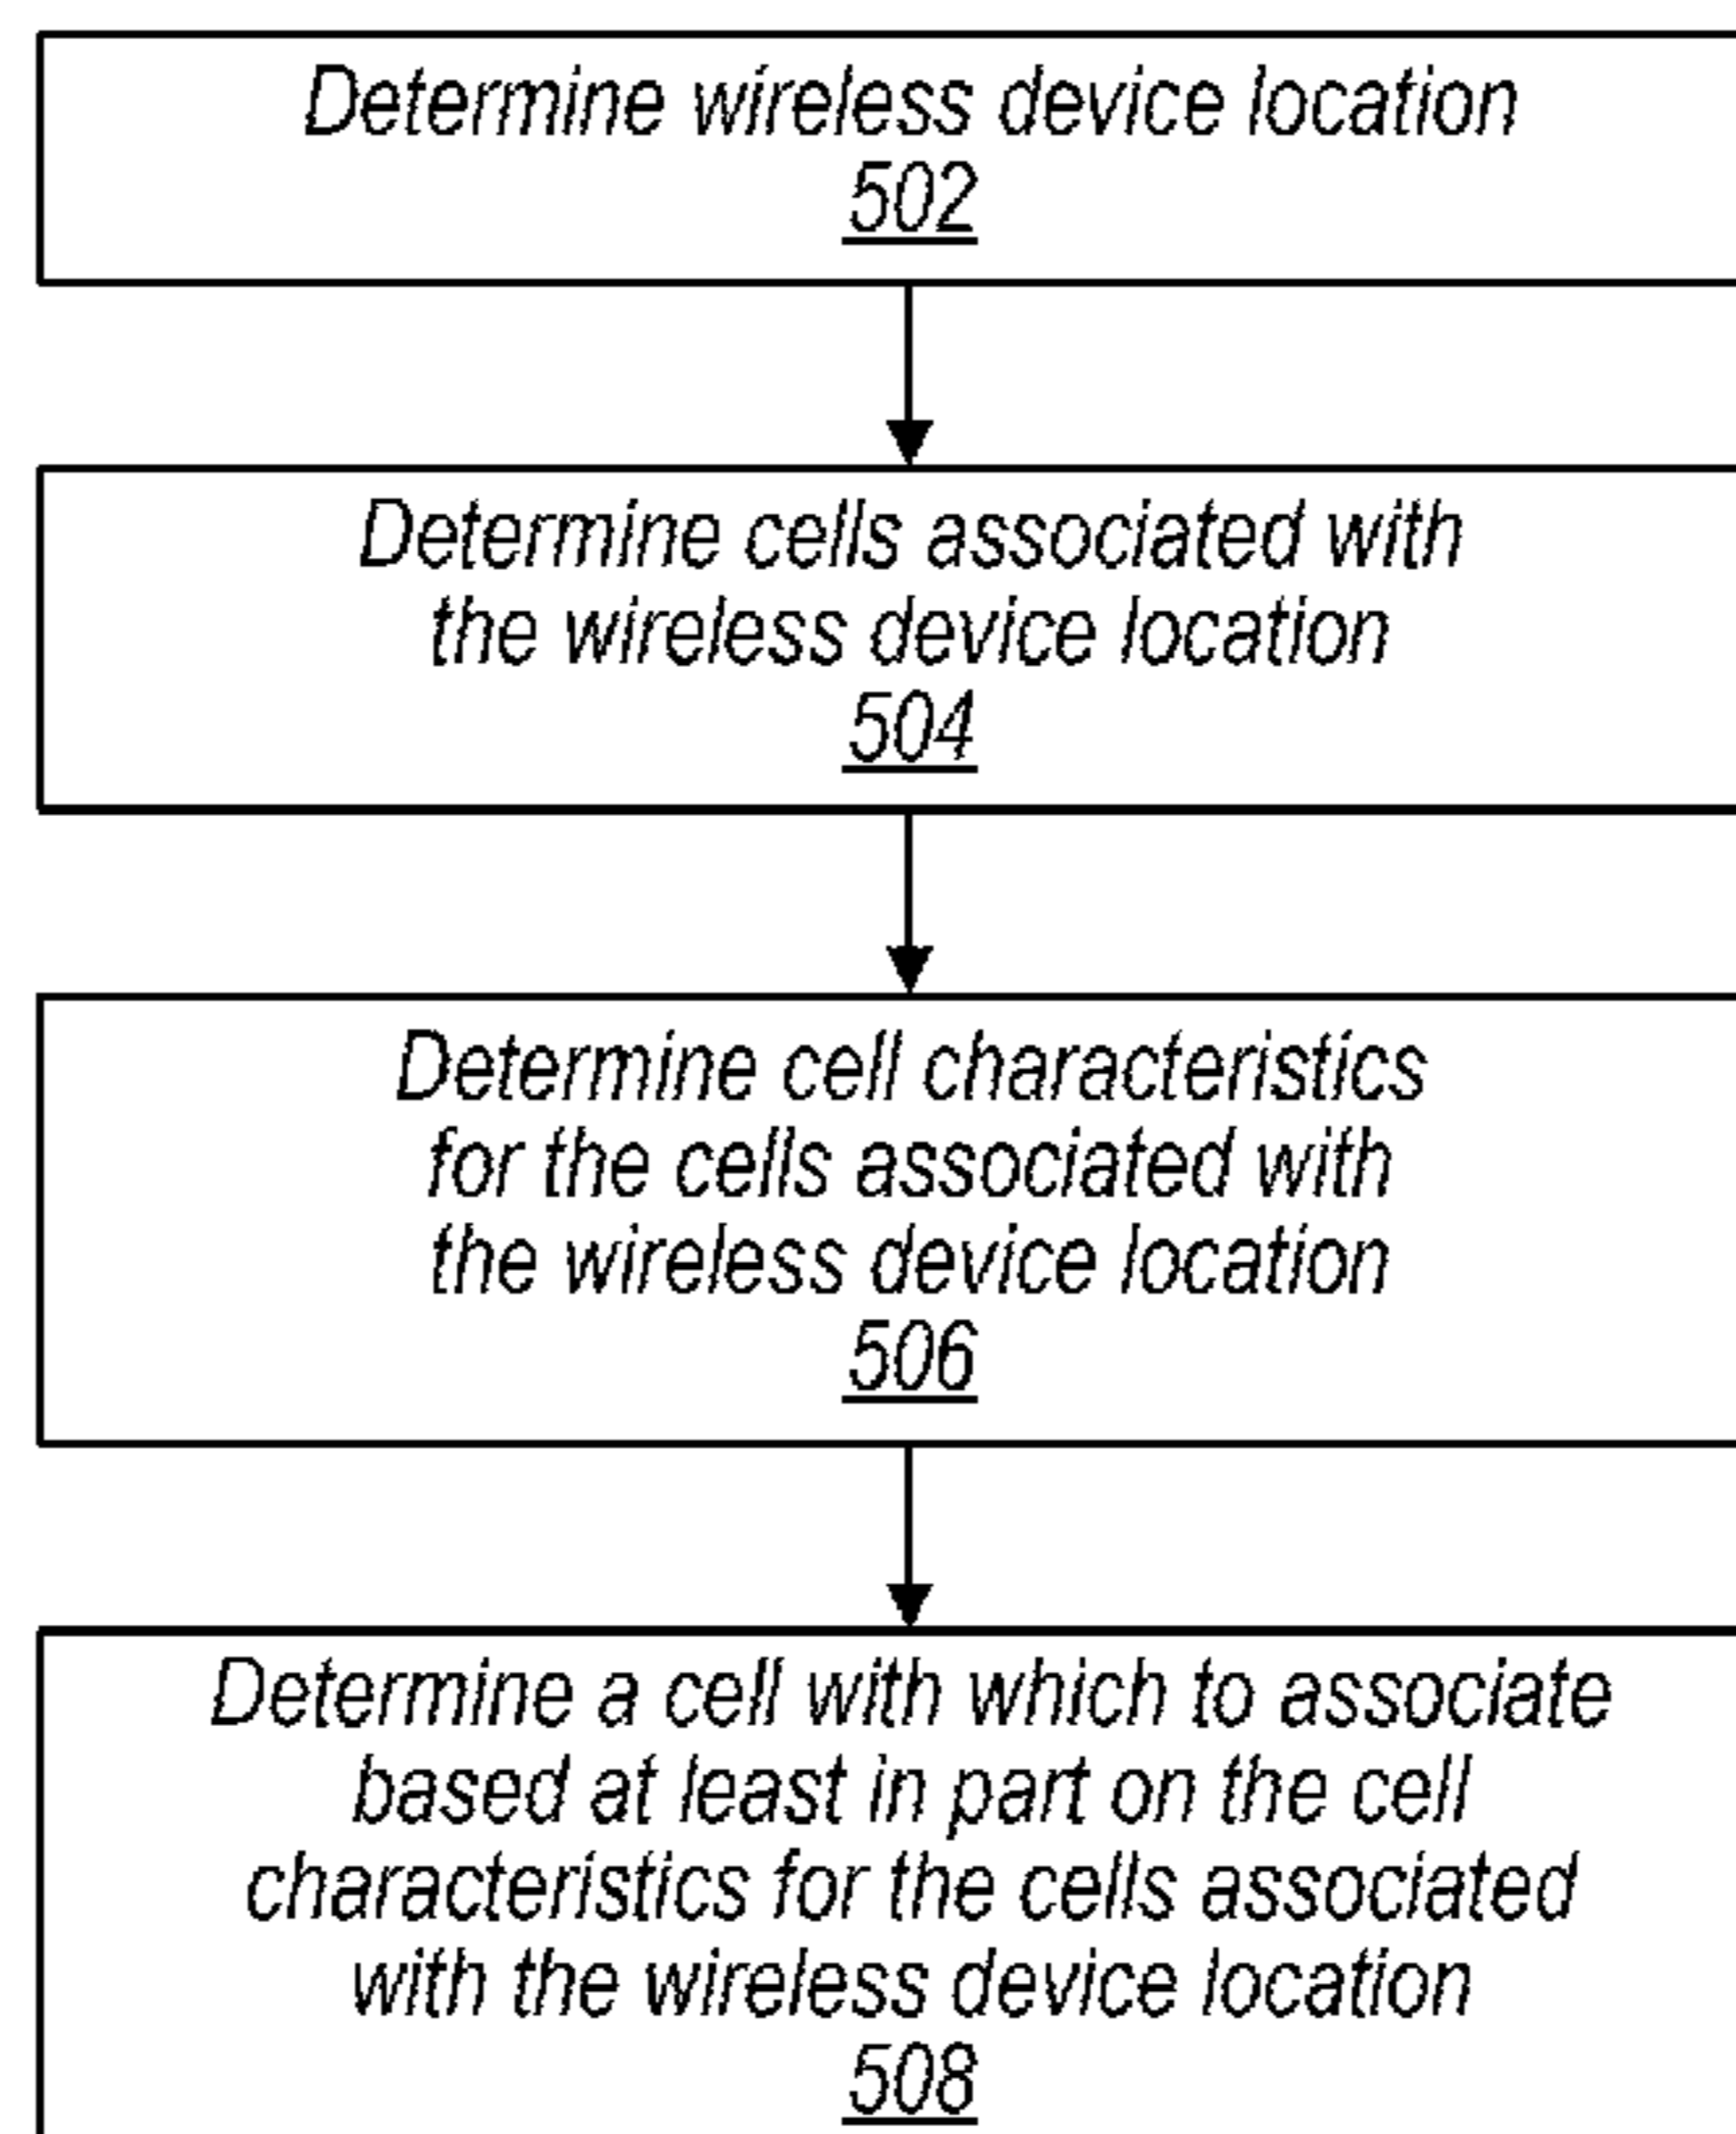 Determine wireless device location
502
Determine cells associated with
the wireless device location
504
Determine cell characteristics
for the cells associated with
the wireless device location
506
Determine a cell with which to associate
based at least in part on the cell
characteristics for the cells associated
with the wireless device location
508